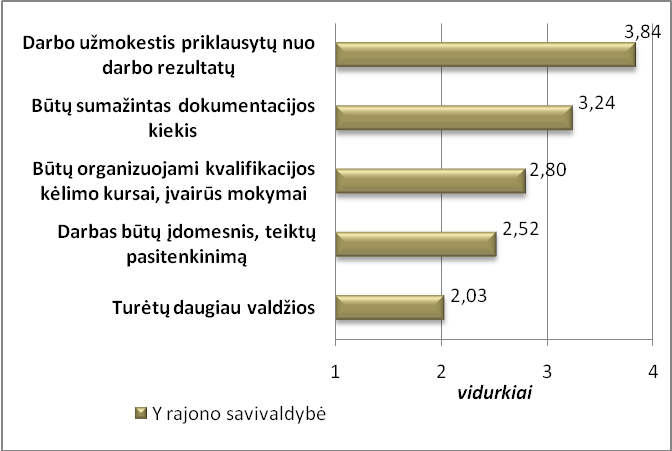 Darbo užmokestis priklausytų nuo
darbo rezultatų
3,84
Būtų sumažintas dokumentacijos
kiekis
3,24
Būtų organizuojami kvalifikacijos
kėlimo kursai, įvairūs mokymai
2,80
Darbas būtų įdomesnis, teiktų
pasitenkinimą
2,52
Turėtų daugiau valdžios
2,03
1 2 3 4
vidurkiai
Y rajono savivaldybė